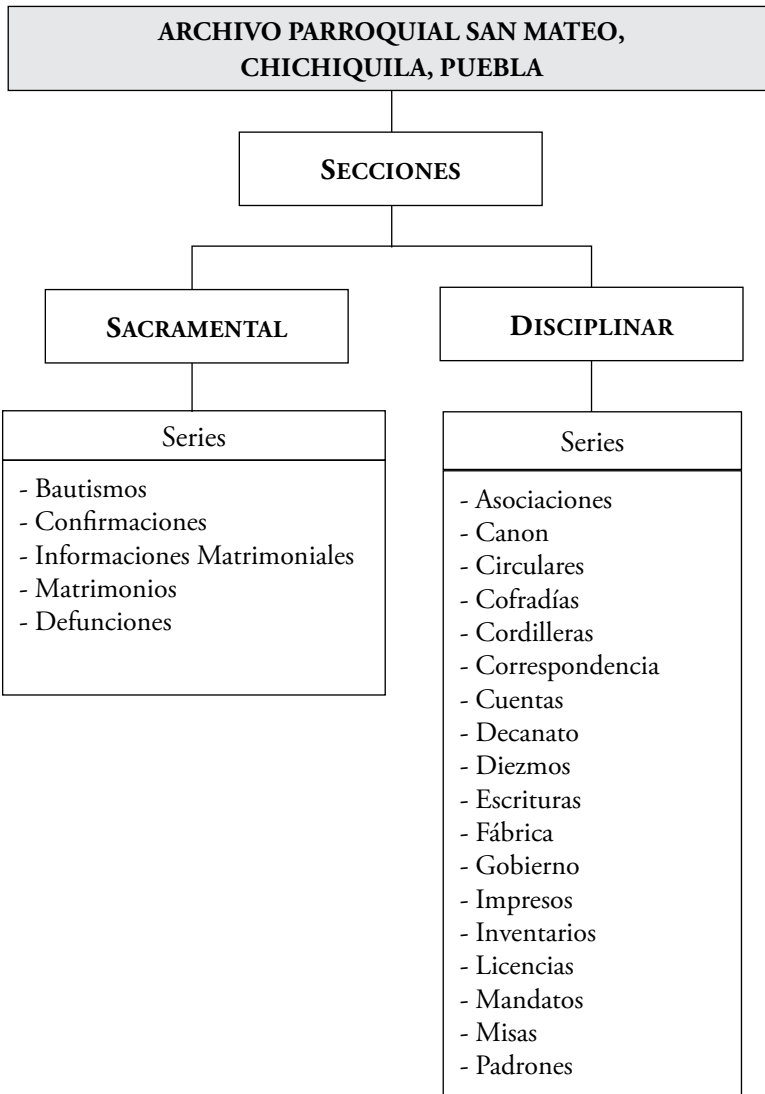 ARCHIVO PARROQUIAL SAN MATEO,
CHICHIQUILA, PUEBLA
SECCIONES
SACRAMENTAL
Series
- Bautismos
- Confirmaciones
- Informaciones Matrimoniales
- Matrimonios
- Defunciones
DISCIPLINAR
Series
- Asociaciones
- Canon
- Circulares
- Cofradías
- Cordilleras
- Correspondencia
- Cuentas
- Decanato
- Diezmos
- Escrituras
- Fábrica
- Gobierno
- Impresos
- Inventarios
- Licencias
- Mandatos
- Misas
- Padrones